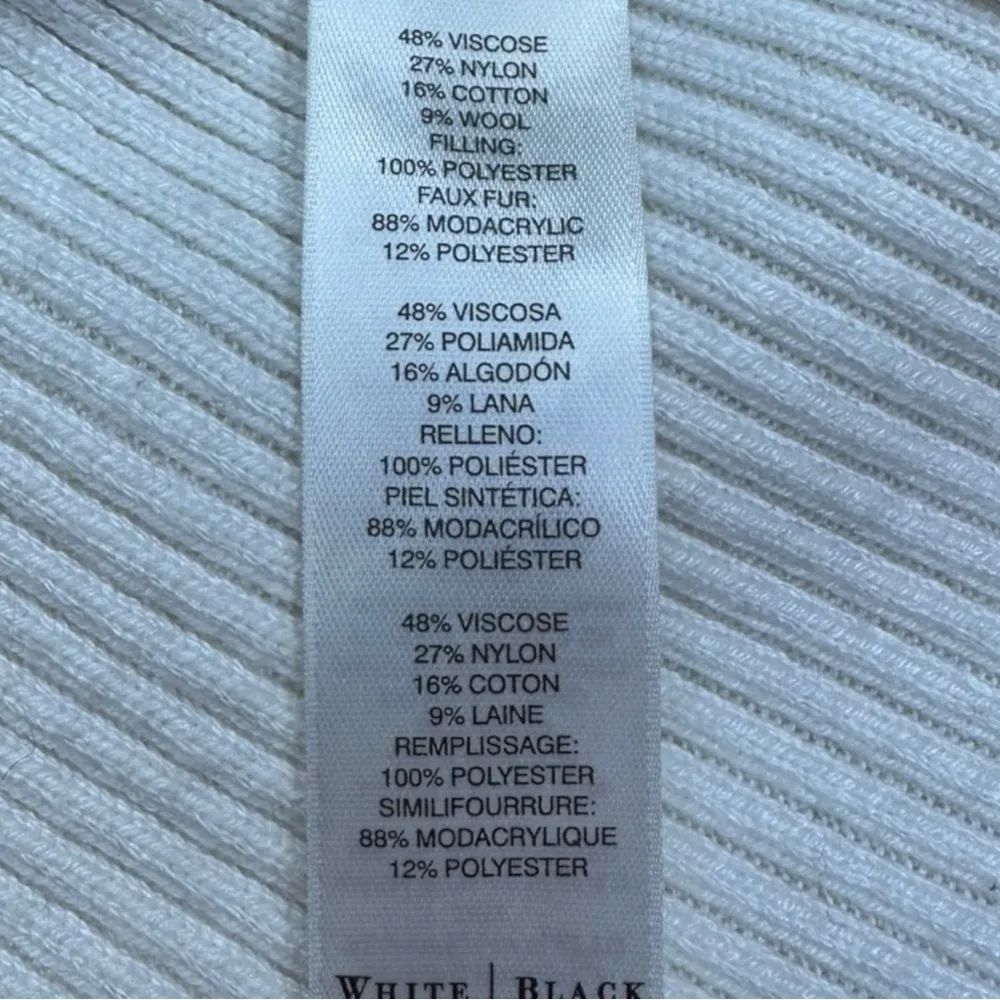 48% VISCOSE
27% NYLON
16% COTTON
9% WOOL
FILLING:
100% POLYESTER
FAUX FUR:
88% MODACRYLIC
12% POLYESTER
48% VISCOSA
27% POLIAMIDA
16% ALGODÓN
9% LANA
RELLENO:
100% POLIÉSTER
PIEL SINTÉTICA:
88% MODACRÍLICO
12% POLIÉSTER
48% VISCOSE
27% NYLON
16% COTON
9% LAINE
REMPLISSAGE:
100% POLYESTER
SIMILIFOURRURE:
88% MODACRYLIQUE
12% POLYESTER
WHITE | BLACK